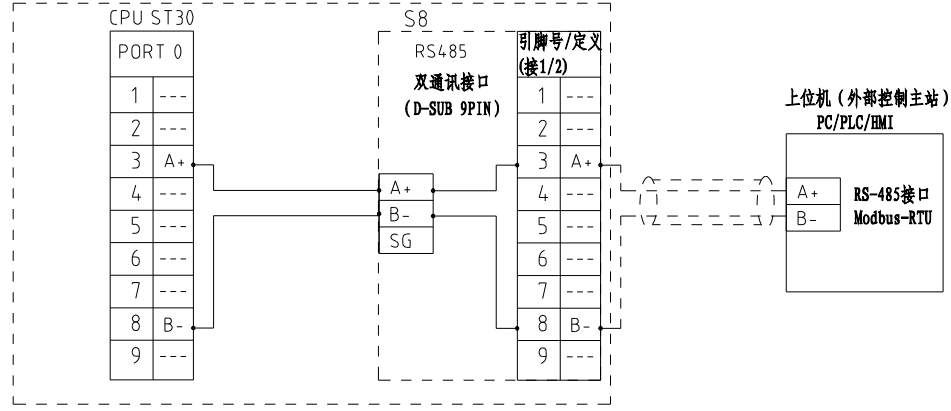 CPU ST30
PORT 0
1 ---
2 ---
3 A+
4 ---
5 ---
6 ---
7 ---
8 B-
9 ---
S8
RS485
双通讯接口
(D-SUB 9PIN)
A+
B-
SG
引脚号/定义
(接1/2)
1 ---
2 ---
3 A+
4 ---
5 ---
6 ---
7 ---
8 B-
9 ---
上位机(外部控制主站)
PC/PLC/HMI
A+
B-
RS-485接口
Modbus-RTU